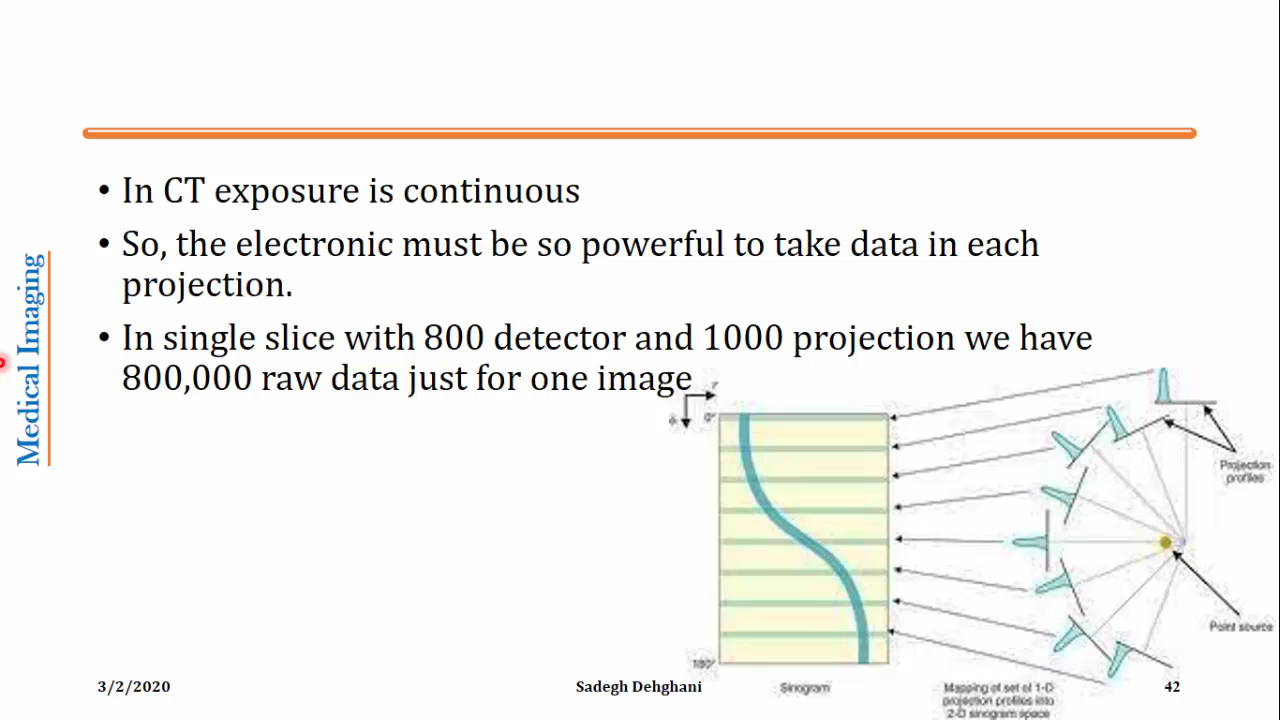 • In CT exposure is continuous
• So, the electronic must be so powerful to take data in each
projection.
• In single slice with 800 detector and 1000 projection we have
800,000 raw data just for one image
Medical Imaging
r
ϕ
0°
180°
Projection
profiles
Point source
Sinogram
Mapping of set of 1-D
projection profiles into
2-D sinogram space
3/2/2020
Sadegh Dehghani
42